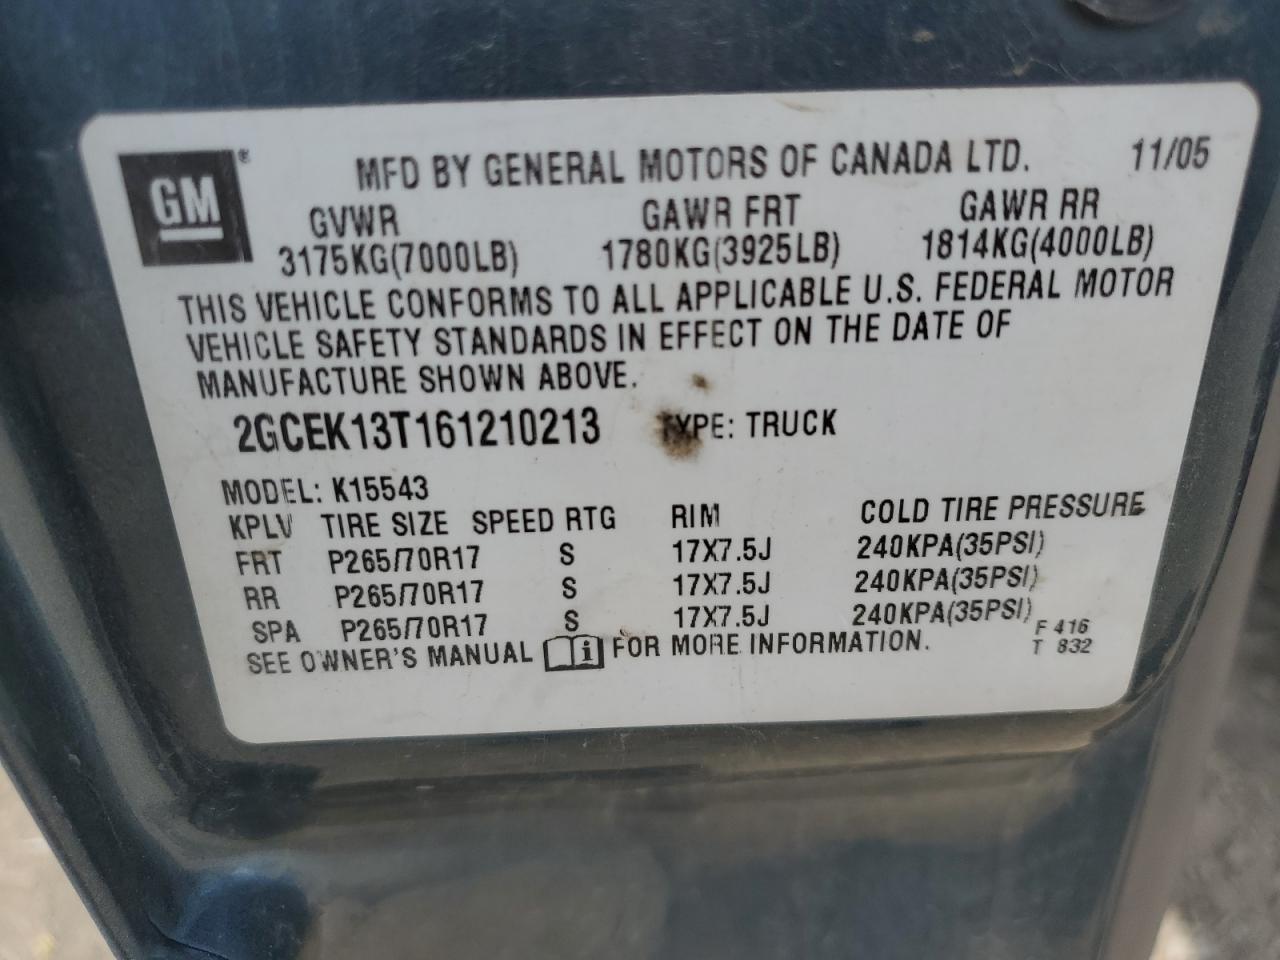 GM ® MFD BY GENERAL MOTORS OF CANADA LTD. 11/05
GVWR GAWR FRT GAWR RR
3175KG(7000LB) 1780KG(3925LB) 1814KG(4000LB)
THIS VEHICLE CONFORMS TO ALL APPLICABLE U.S. FEDERAL MOTOR
VEHICLE SAFETY STANDARDS IN EFFECT ON THE DATE OF
MANUFACTURE SHOWN ABOVE.
2GCEK13T161210213 TYPE: TRUCK
MODEL: K15543
KPLV TIRE SIZE SPEED RTG RIM COLD TIRE PRESSURE
FRT P265/70R17 S 17X7.5J 240KPA(35PSI)
RR P265/70R17 S 17X7.5J 240KPA(35PSI)
SPA P265/70R17 S 17X7.5J 240KPA(35PSI)
SEE OWNER'S MANUAL i FOR MORE INFORMATION.
F 416
T 832